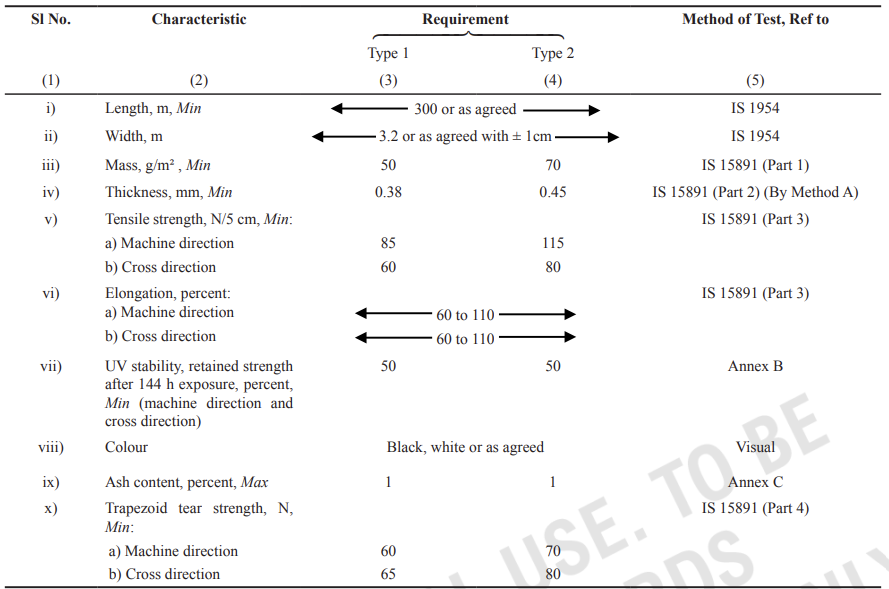 Sl No. Characteristic Requirement Method of Test, Ref to
Type 1 Type 2
(1) (2) (3) (4) (5)
i) Length, m, Min 300 or as agreed IS 1954
ii) Width, m 3.2 or as agreed with ± 1cm IS 1954
iii) Mass, g/m² , Min 50 70 IS 15891 (Part 1)
iv) Thickness, mm, Min 0.38 0.45 IS 15891 (Part 2) (By Method A)
v) Tensile strength, N/5 cm, Min: IS 15891 (Part 3)
a) Machine direction 85 115
b) Cross direction 60 80
vi) Elongation, percent: IS 15891 (Part 3)
a) Machine direction 60 to 110
b) Cross direction 60 to 110
vii) UV stability, retained strength 50 50 Annex B
after 144 h exposure, percent,
Min (machine direction and
cross direction)
viii) Colour Black, white or as agreed Visual
ix) Ash content, percent, Max 1 1 Annex C
x) Trapezoid tear strength, N, IS 15891 (Part 4)
Min:
a) Machine direction 60 70
b) Cross direction 65 80
USE. TO BE